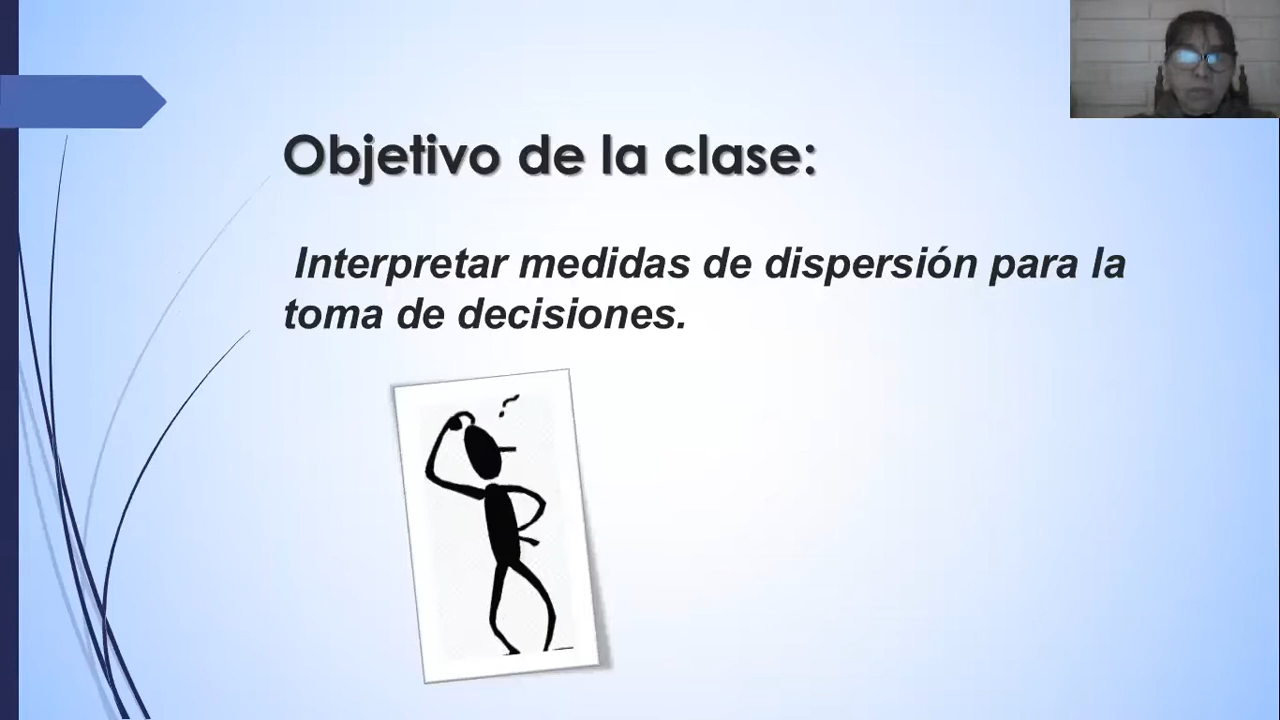 Objetivo de la clase:
Interpretar medidas de dispersión para la
toma de decisiones.